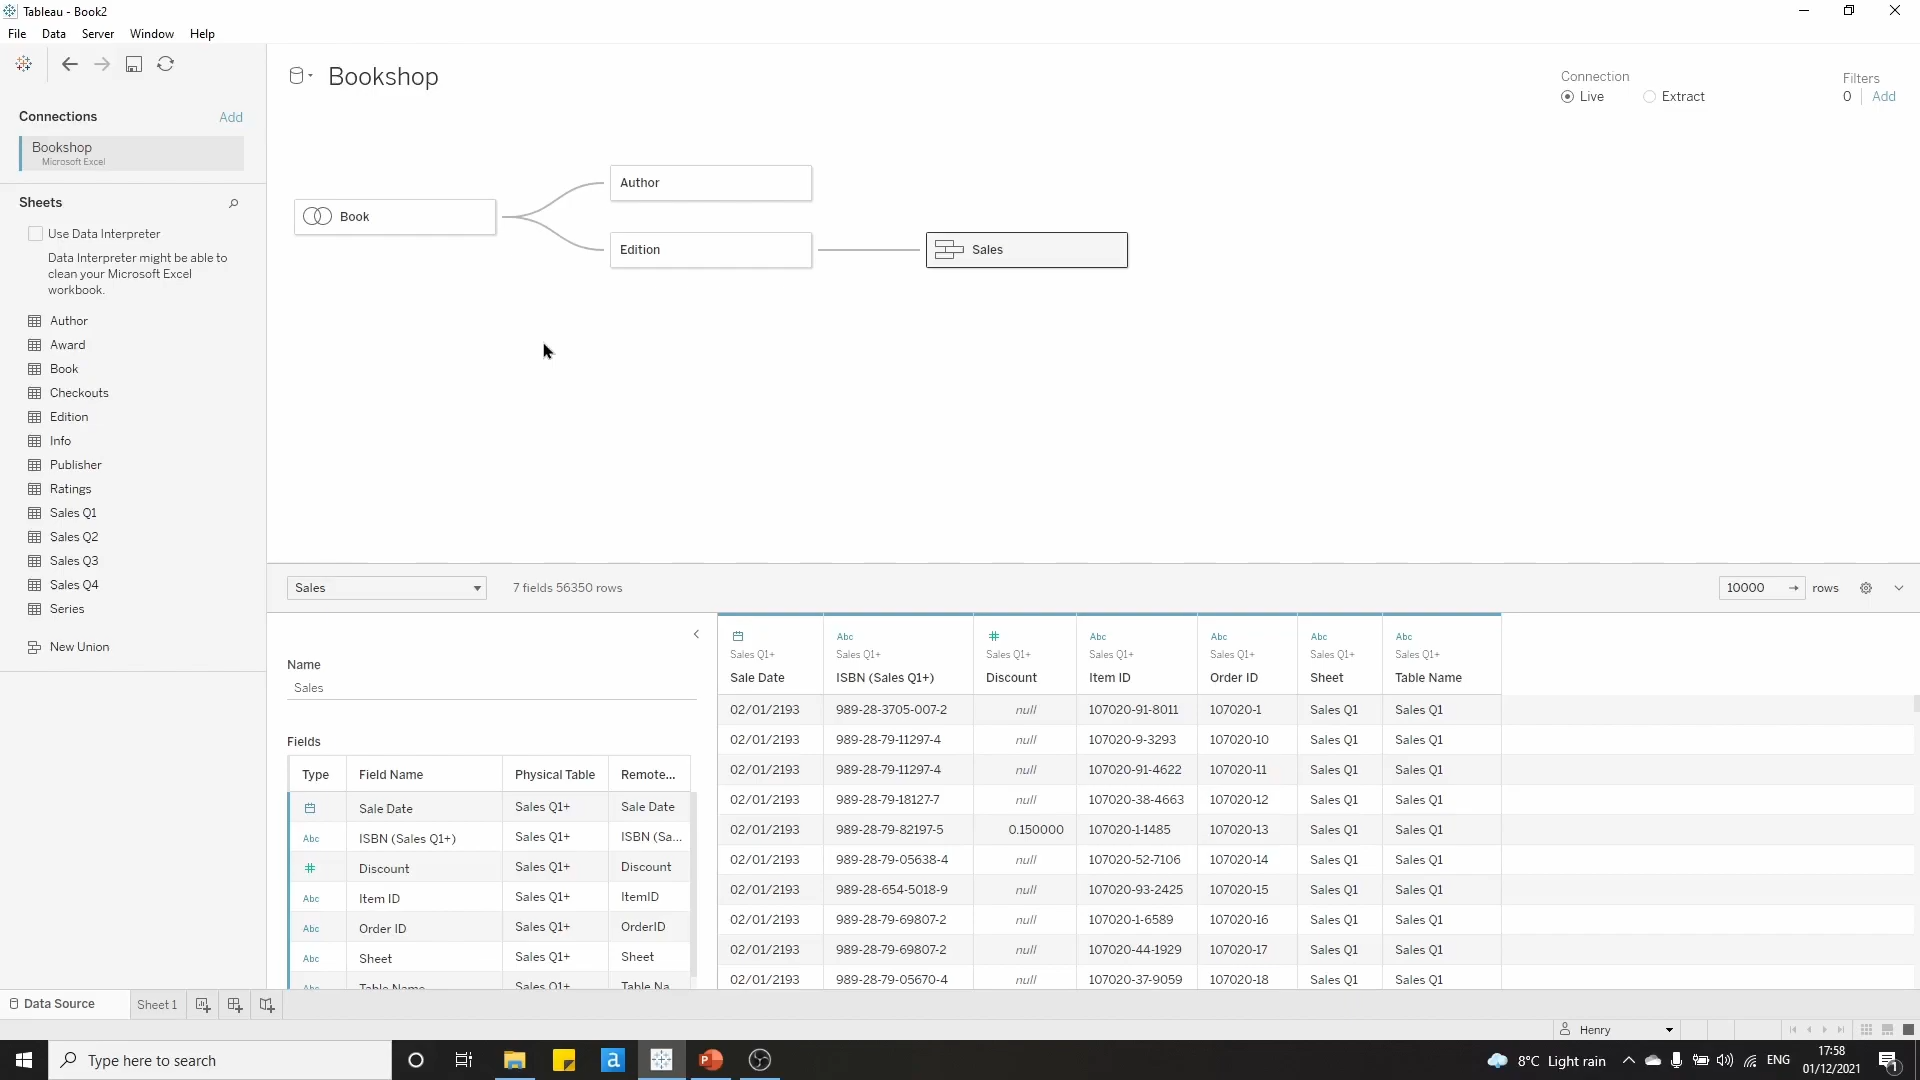 Tableau - Book2
File Data Server Window Help
Connections Add
Bookshop
Microsoft Excel
Sheets
Use Data Interpreter
Data Interpreter might be able to
clean your Microsoft Excel
workbook.
Author
Award
Book
Checkouts
Edition
Info
Publisher
Ratings
Sales Q1
Sales Q2
Sales Q3
Sales Q4
Series
New Union
Bookshop
Connection
Live Extract
Filters
0 Add
Book
Author
Edition
Sales
Sales 7 fields 56350 rows 10000 → rows
Name
Sales
Fields
Type Field Name Physical Table Remote...
Sale Date Sales Q1+ Sale Date
Abc ISBN (Sales Q1+) Sales Q1+ ISBN (Sa...
# Discount Sales Q1+ Discount
Abc Item ID Sales Q1+ ItemID
Abc Order ID Sales Q1+ OrderID
Abc Sheet Sales Q1+ Sheet
Abc Table Name Sales Q1+ Table Na
Abc # Abc Abc Abc Abc
Sales Q1+ Sales Q1+ Sales Q1+ Sales Q1+ Sales Q1+ Sales Q1+ Sales Q1+
Sale Date ISBN (Sales Q1+) Discount Item ID Order ID Sheet Table Name
02/01/2193 989-28-3705-007-2 null 107020-91-8011 107020-1 Sales Q1 Sales Q1
02/01/2193 989-28-79-11297-4 null 107020-9-3293 107020-10 Sales Q1 Sales Q1
02/01/2193 989-28-79-11297-4 null 107020-91-4622 107020-11 Sales Q1 Sales Q1
02/01/2193 989-28-79-18127-7 null 107020-38-4663 107020-12 Sales Q1 Sales Q1
02/01/2193 989-28-79-82197-5 0.150000 107020-1-1485 107020-13 Sales Q1 Sales Q1
02/01/2193 989-28-79-05638-4 null 107020-52-7106 107020-14 Sales Q1 Sales Q1
02/01/2193 989-28-654-5018-9 null 107020-93-2425 107020-15 Sales Q1 Sales Q1
02/01/2193 989-28-79-69807-2 null 107020-1-6589 107020-16 Sales Q1 Sales Q1
02/01/2193 989-28-79-69807-2 null 107020-44-1929 107020-17 Sales Q1 Sales Q1
02/01/2193 989-28-79-05670-4 null 107020-37-9059 107020-18 Sales Q1 Sales Q1
Data Source Sheet 1
Henry
Type here to search
8°C Light rain ENG 17:58
01/12/2021
1